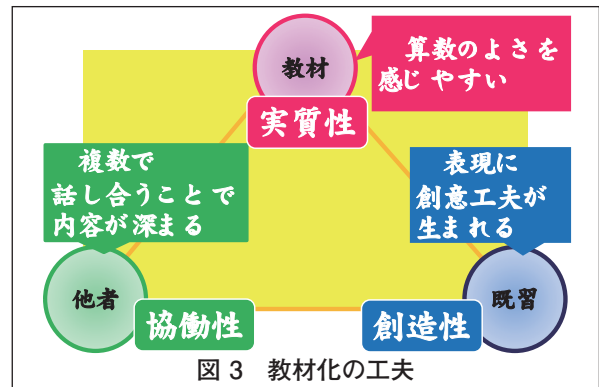 教材
算数のよさを
感じやすい
実質性
複数で
話し合うことで
内容が深まる
表現に
創意工夫が
生まれる
他者
協働性
創造性
既習
図3 教材化の工夫